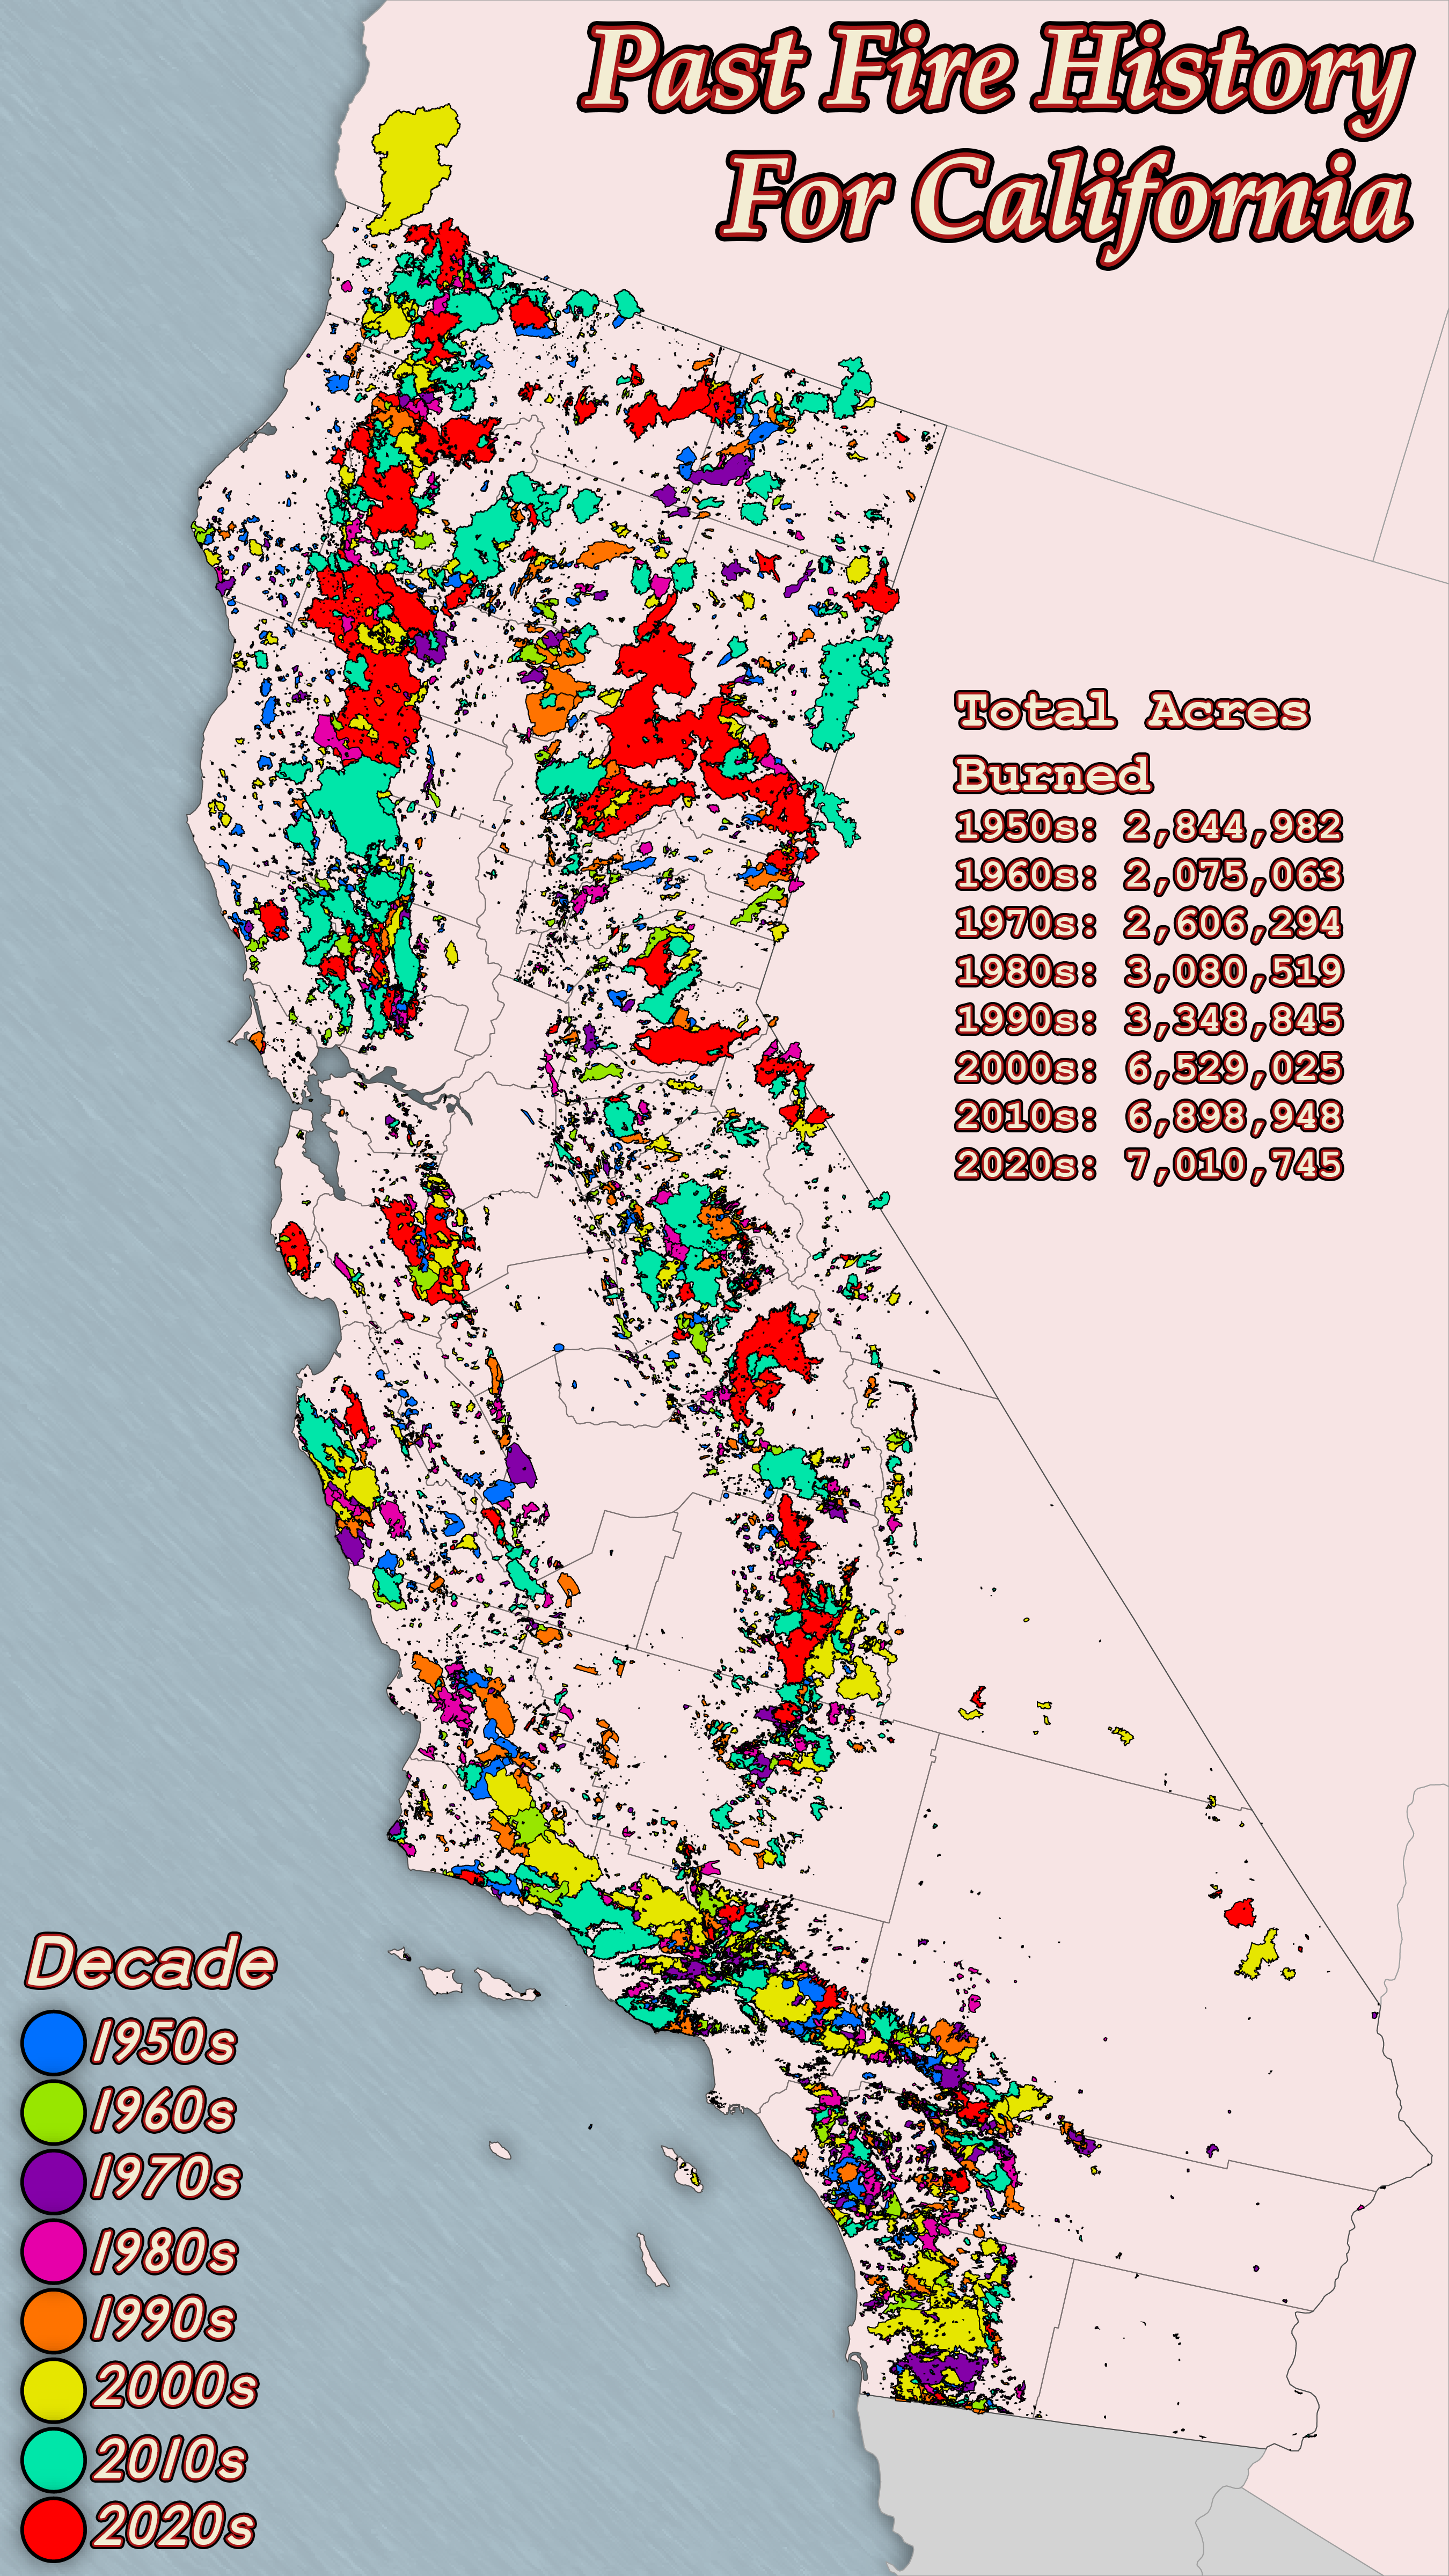 Past Fire History
For California
Total Acres
Burned
1950s: 2,844,982
1960s: 2,075,063
1970s: 2,606,294
1980s: 3,080,519
1990s: 3,348,845
2000s: 6,529,025
2010s: 6,898,948
2020s: 7,010,745
Decade
1950s
1960s
1970s
1980s
1990s
2000s
2010s
2020s